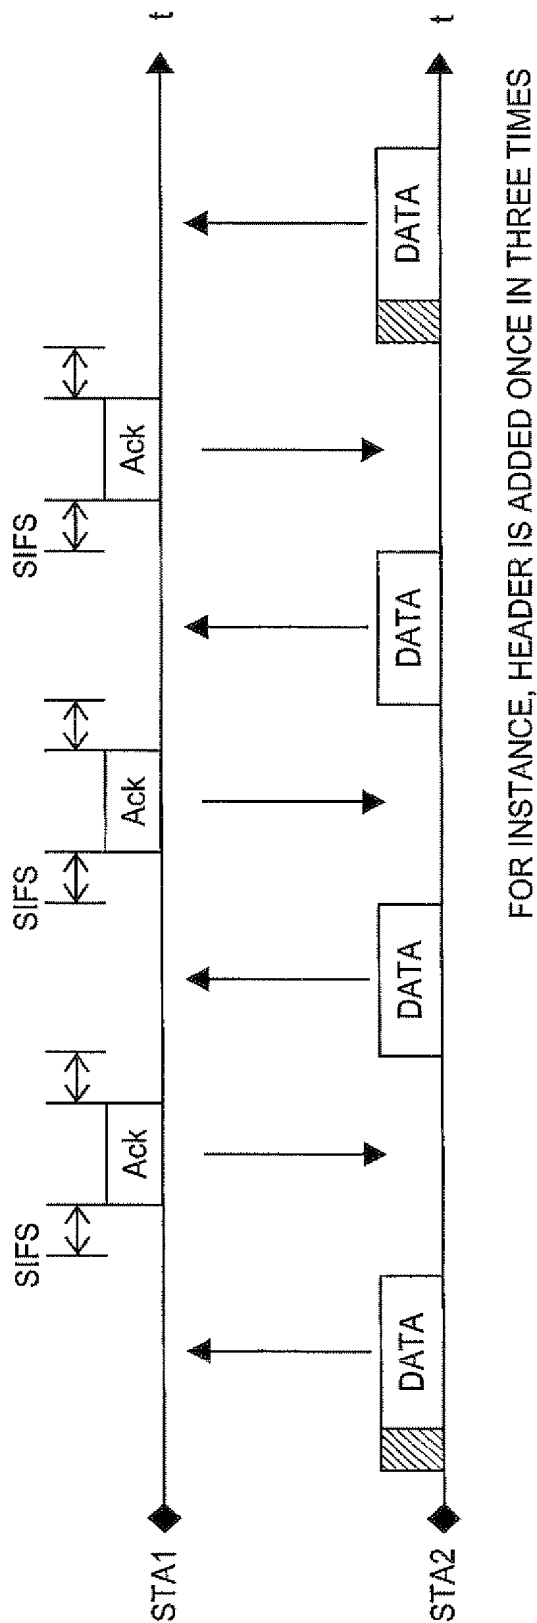 SIFS
SIFS
SIFS
Ack
Ack
Ack
STA1
t
DATA
DATA
DATA
DATA
STA2
t
FOR INSTANCE, HEADER IS ADDED ONCE IN THREE TIMES